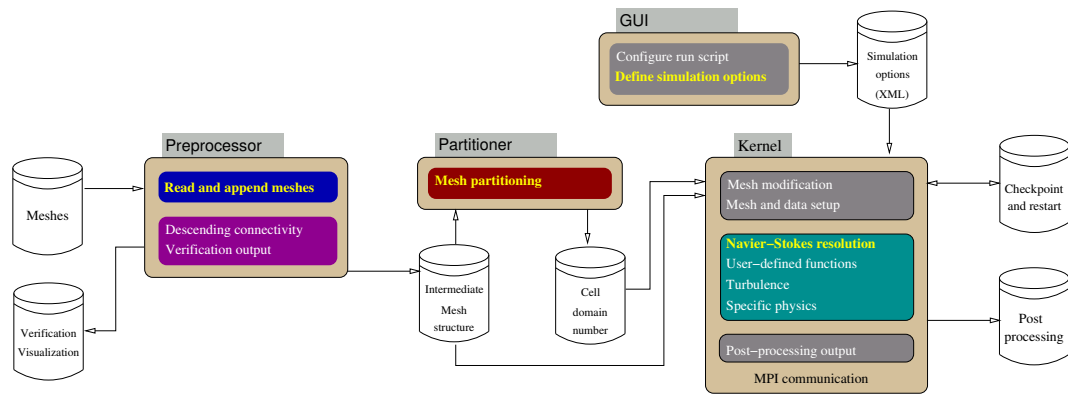 GUI
Configure run script
Define simulation options
Simulation
options
(XML)
Preprocessor
Read and append meshes
Descending connectivity
Verification output
Meshes
Verification
Visualization
Partitioner
Mesh partitioning
Intermediate
Mesh
structure
Cell
domain
number
Kernel
Mesh modification
Mesh and data setup
Navier−Stokes resolution
User−defined functions
Turbulence
Specific physics
Post−processing output
MPI communication
Checkpoint
and restart
Post
processing